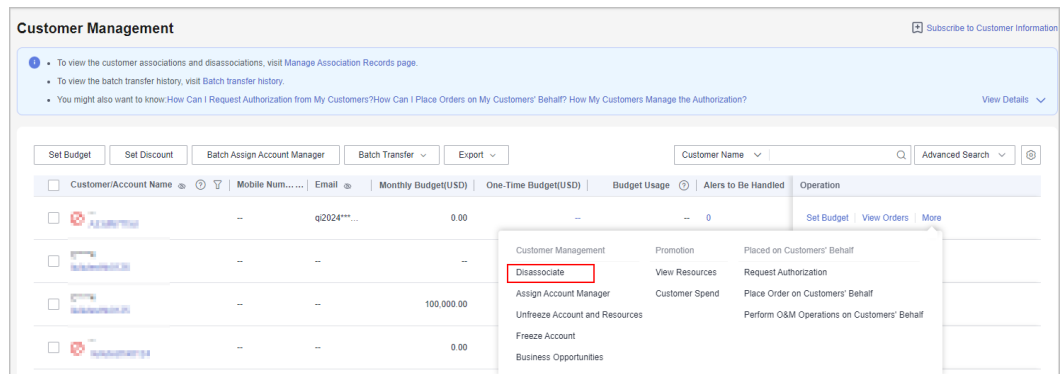 Customer Management
Subscribe to Customer Information
To view the customer associations and disassociations, visit Manage Association Records page.
To view the batch transfer history, visit Batch transfer history.
You might also want to know:How Can I Request Authorization from My Customers?How Can I Place Orders on My Customers' Behalf? How My Customers Manage the Authorization?
View Details
Set Budget Set Discount Batch Assign Account Manager Batch Transfer Export Customer Name Advanced Search
Customer/Account Name Mobile Num... ... Email Monthly Budget(USD) One-Time Budget(USD) Budget Usage Alers to Be Handled Operation
-- qi2024***... 0.00 -- -- 0 Set Budget View Orders More
-- -- --
-- -- 100,000.00
-- -- 0.00
Customer Management Promotion Placed on Customers' Behalf
Disassociate View Resources Request Authorization
Assign Account Manager Customer Spend Place Order on Customers' Behalf
Unfreeze Account and Resources Perform O&M Operations on Customers' Behalf
Freeze Account
Business Opportunities